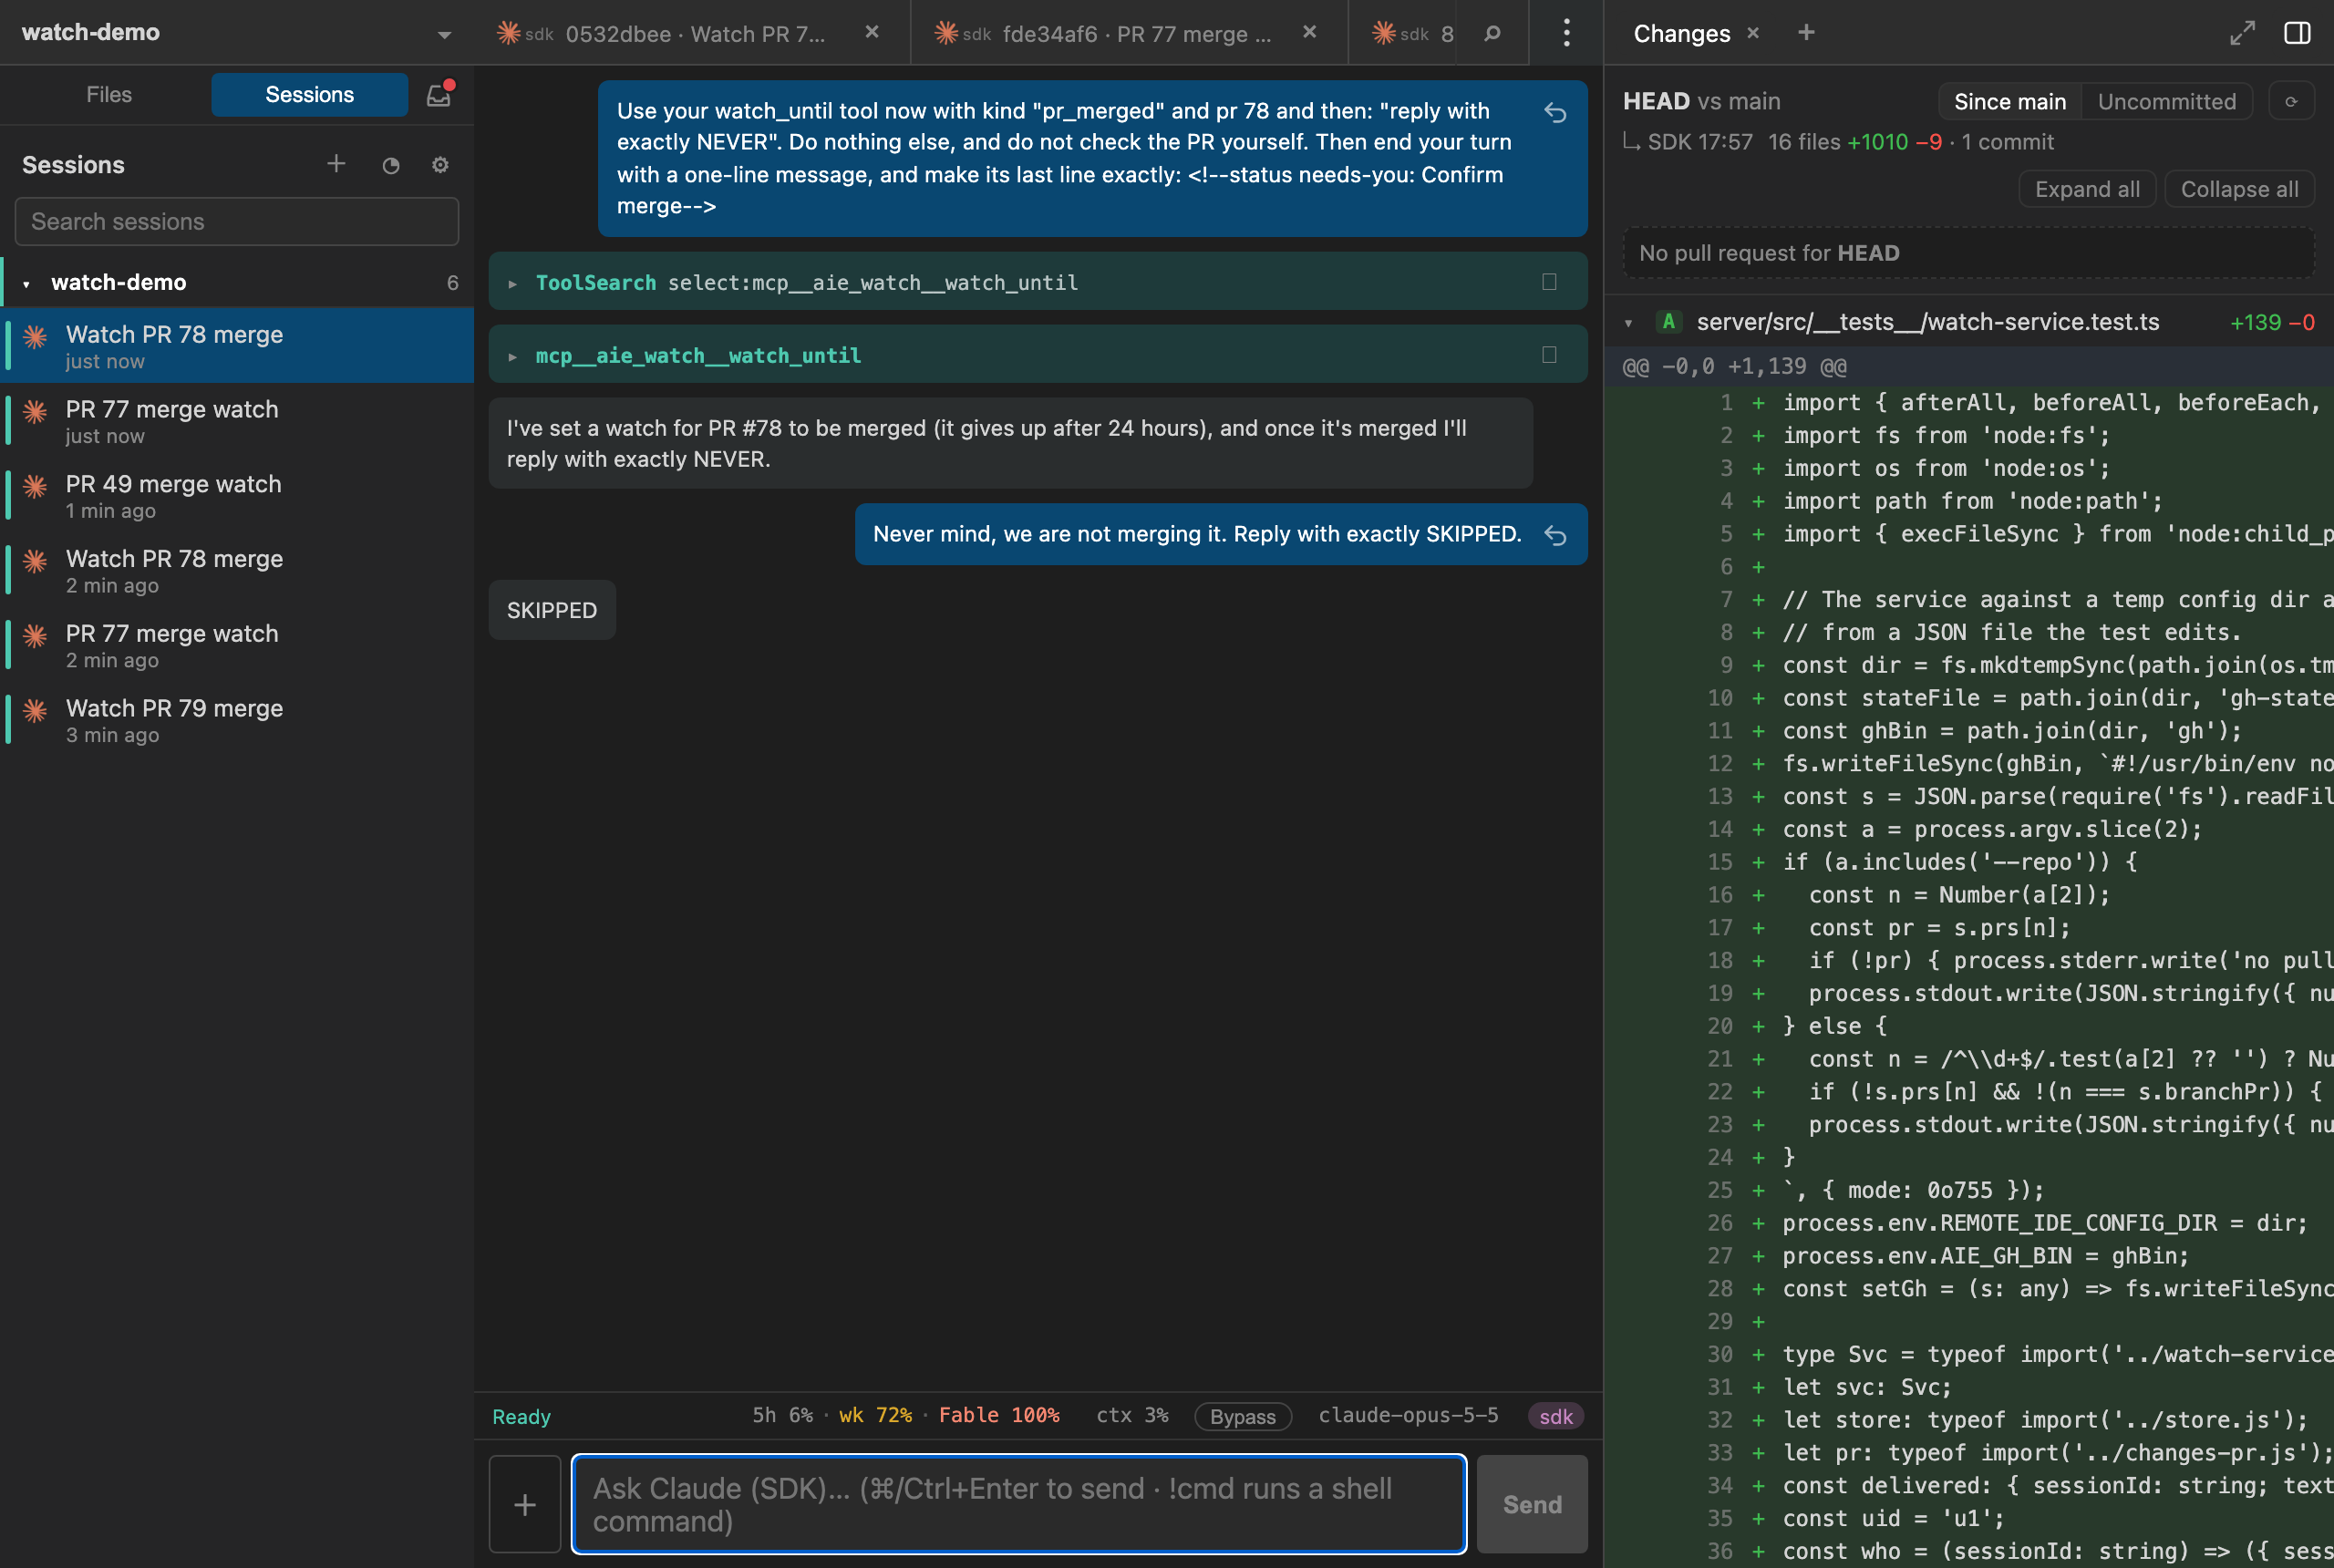 watch-demo
Files
Sessions
Sessions
Search sessions
watch-demo
6
Watch PR 78 merge
just now
PR 77 merge watch
just now
PR 49 merge watch
1 min ago
Watch PR 78 merge
2 min ago
PR 77 merge watch
2 min ago
Watch PR 79 merge
3 min ago
sdk 0532dbee · Watch PR 7...
sdk fde34af6 · PR 77 merge ...
sdk 8
Use your watch_until tool now with kind "pr_merged" and pr 78 and then: "reply with
exactly NEVER". Do nothing else, and do not check the PR yourself. Then end your turn
with a one-line message, and make its last line exactly: <!--status needs-you: Confirm
merge-->
ToolSearch select:mcp__aie_watch__watch_until
mcp__aie_watch__watch_until
I've set a watch for PR #78 to be merged (it gives up after 24 hours), and once it's merged I'll
reply with exactly NEVER.
Never mind, we are not merging it. Reply with exactly SKIPPED.
SKIPPED
Ready
5h 6% · wk 72% · Fable 100%
ctx 3%
Bypass
claude-opus-5-5
sdk
Ask Claude (SDK)... (⌘/Ctrl+Enter to send · !cmd runs a shell
command)
Send
Changes
HEAD vs main
Since main
Uncommitted
SDK 17:57 16 files +1010 −9 · 1 commit
Expand all
Collapse all
No pull request for HEAD
A server/src/__tests__/watch-service.test.ts +139 −0
@@ −0,0 +1,139 @@
1 + import { afterAll, beforeAll, beforeEach,
2 + import fs from 'node:fs';
3 + import os from 'node:os';
4 + import path from 'node:path';
5 + import { execFileSync } from 'node:child_p
6 +
7 + // The service against a temp config dir a
8 + // from a JSON file the test edits.
9 + const dir = fs.mkdtempSync(path.join(os.tm
10 + const stateFile = path.join(dir, 'gh-state
11 + const ghBin = path.join(dir, 'gh');
12 + fs.writeFileSync(ghBin, `#!/usr/bin/env no
13 + const s = JSON.parse(require('fs').readFil
14 + const a = process.argv.slice(2);
15 + if (a.includes('--repo')) {
16 + const n = Number(a[2]);
17 + const pr = s.prs[n];
18 + if (!pr) { process.stderr.write('no pull
19 + process.stdout.write(JSON.stringify({ nu
20 + } else {
21 + const n = /^\\d+$/.test(a[2] ?? '') ? Nu
22 + if (!s.prs[n] && !(n === s.branchPr)) {
23 + process.stdout.write(JSON.stringify({ nu
24 + }
25 + `, { mode: 0o755 });
26 + process.env.REMOTE_IDE_CONFIG_DIR = dir;
27 + process.env.AIE_GH_BIN = ghBin;
28 + const setGh = (s: any) => fs.writeFileSync
29 +
30 + type Svc = typeof import('../watch-service
31 + let svc: Svc;
32 + let store: typeof import('../store.js');
33 + let pr: typeof import('../changes-pr.js');
34 + const delivered: { sessionId: string; text
35 + const uid = 'u1';
36 + const who = (sessionId: string) => ({ sess